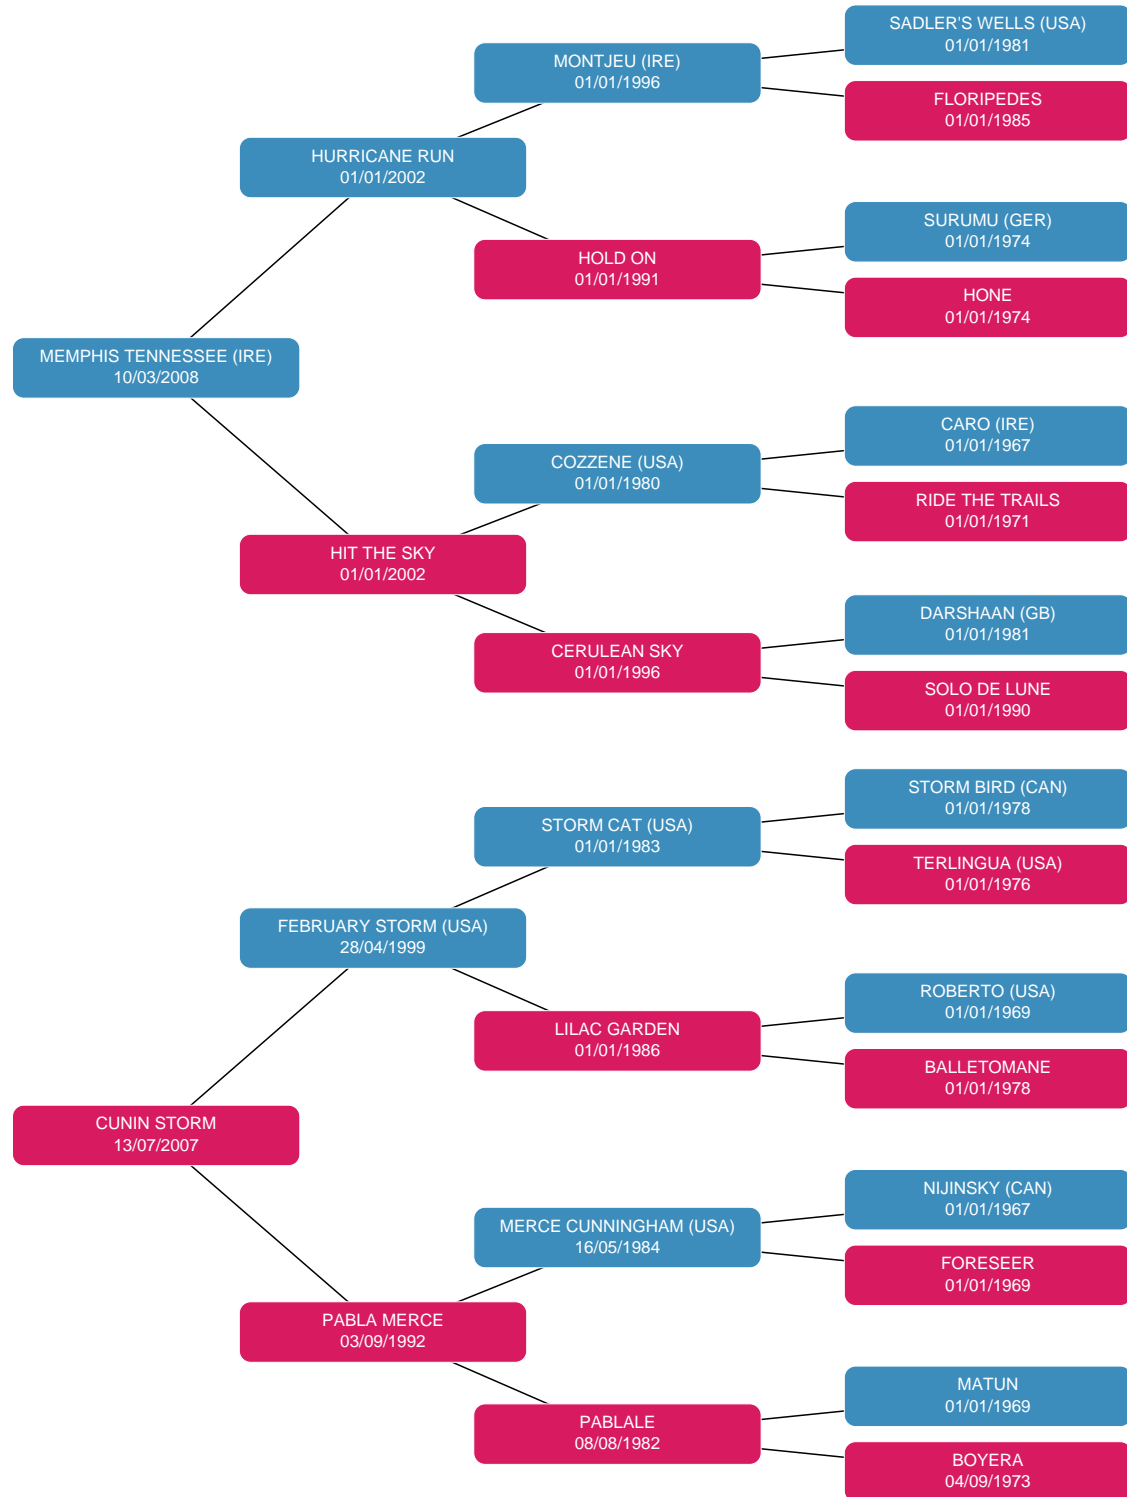 SADLER'S WELLS (USA)
01/01/1981
MONTJEU (IRE)
01/01/1996
FLORIPEDES
01/01/1985
HURRICANE RUN
01/01/2002
SURUMU (GER)
01/01/1974
HOLD ON
01/01/1991
HONE
01/01/1974
MEMPHIS TENNESSEE (IRE)
10/03/2008
CARO (IRE)
01/01/1967
COZZENE (USA)
01/01/1980
RIDE THE TRAILS
01/01/1971
HIT THE SKY
01/01/2002
DARSHAAN (GB)
01/01/1981
CERULEAN SKY
01/01/1996
SOLO DE LUNE
01/01/1990
STORM BIRD (CAN)
01/01/1978
STORM CAT (USA)
01/01/1983
TERLINGUA (USA)
01/01/1976
FEBRUARY STORM (USA)
28/04/1999
ROBERTO (USA)
01/01/1969
LILAC GARDEN
01/01/1986
BALLETOMANE
01/01/1978
CUNIN STORM
13/07/2007
NIJINSKY (CAN)
01/01/1967
MERCE CUNNINGHAM (USA)
16/05/1984
FORESEER
01/01/1969
PABLA MERCE
03/09/1992
MATUN
01/01/1969
PABLALE
08/08/1982
BOYERA
04/09/1973